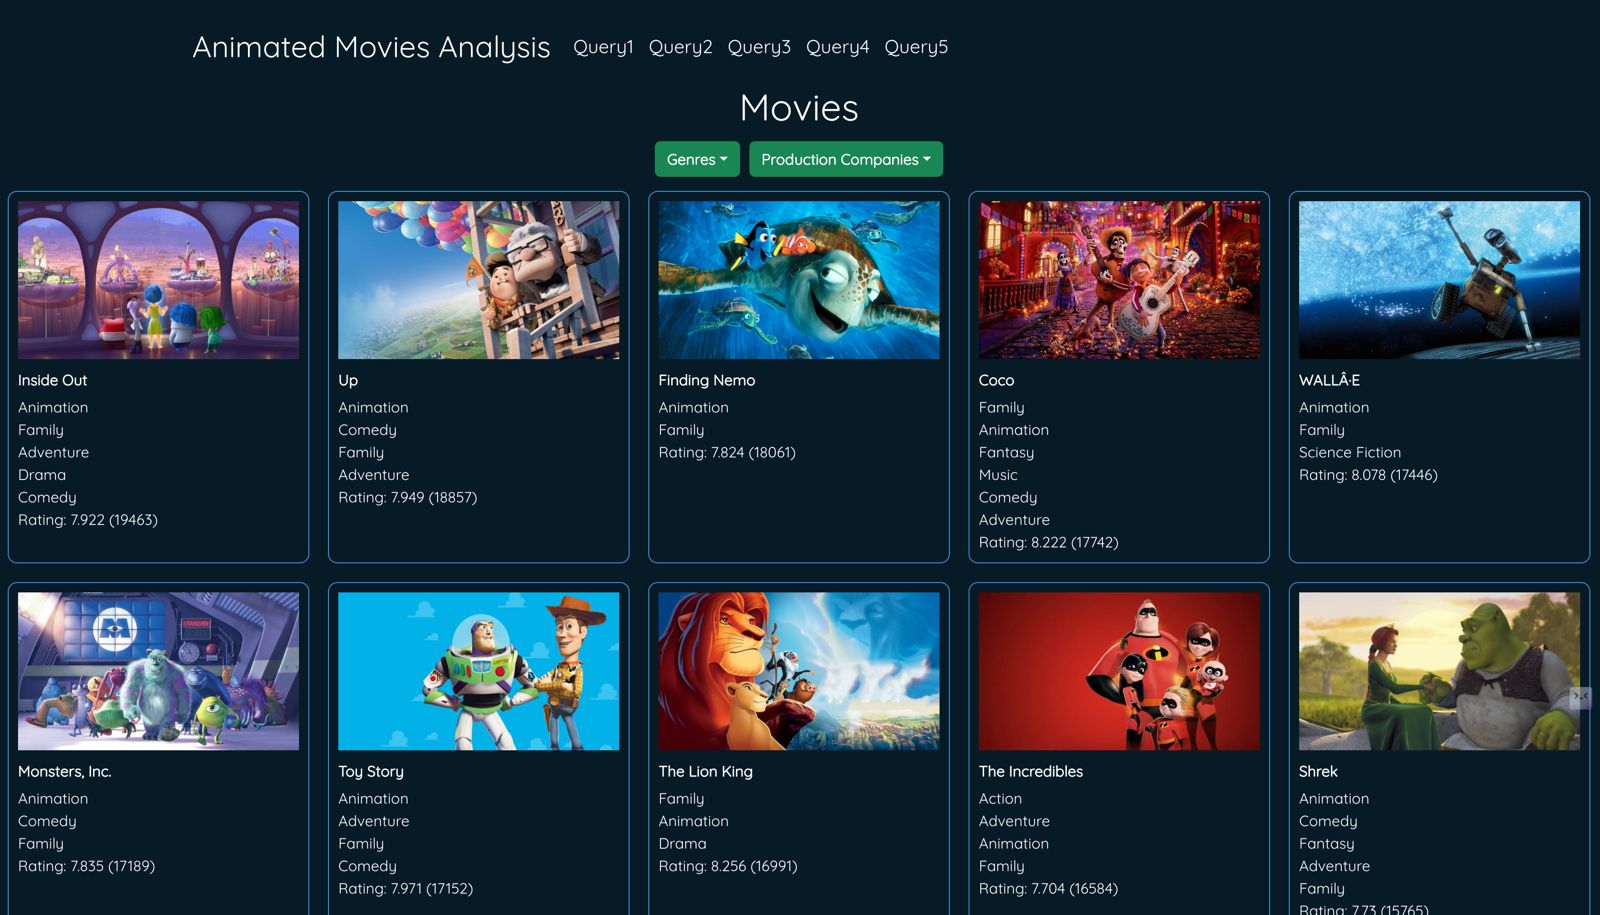 Animated Movies Analysis Query1 Query2 Query3 Query4 Query5
Movies
Genres Production Companies
Inside Out
Animation
Family
Adventure
Drama
Comedy
Rating: 7.922 (19463)
Up
Animation
Comedy
Family
Adventure
Rating: 7.949 (18857)
Finding Nemo
Animation
Family
Rating: 7.824 (18061)
Coco
Family
Animation
Fantasy
Music
Comedy
Adventure
Rating: 8.222 (17742)
WALLÂ·E
Animation
Family
Science Fiction
Rating: 8.078 (17446)
STANDBY
Monsters, Inc.
Animation
Comedy
Family
Rating: 7.835 (17189)
Toy Story
Animation
Adventure
Family
Comedy
Rating: 7.971 (17152)
The Lion King
Family
Animation
Drama
Rating: 8.256 (16991)
The Incredibles
Action
Adventure
Animation
Family
Rating: 7.704 (16584)
Shrek
Animation
Comedy
Fantasy
Adventure
Family
Rating: 7.73 (15765)